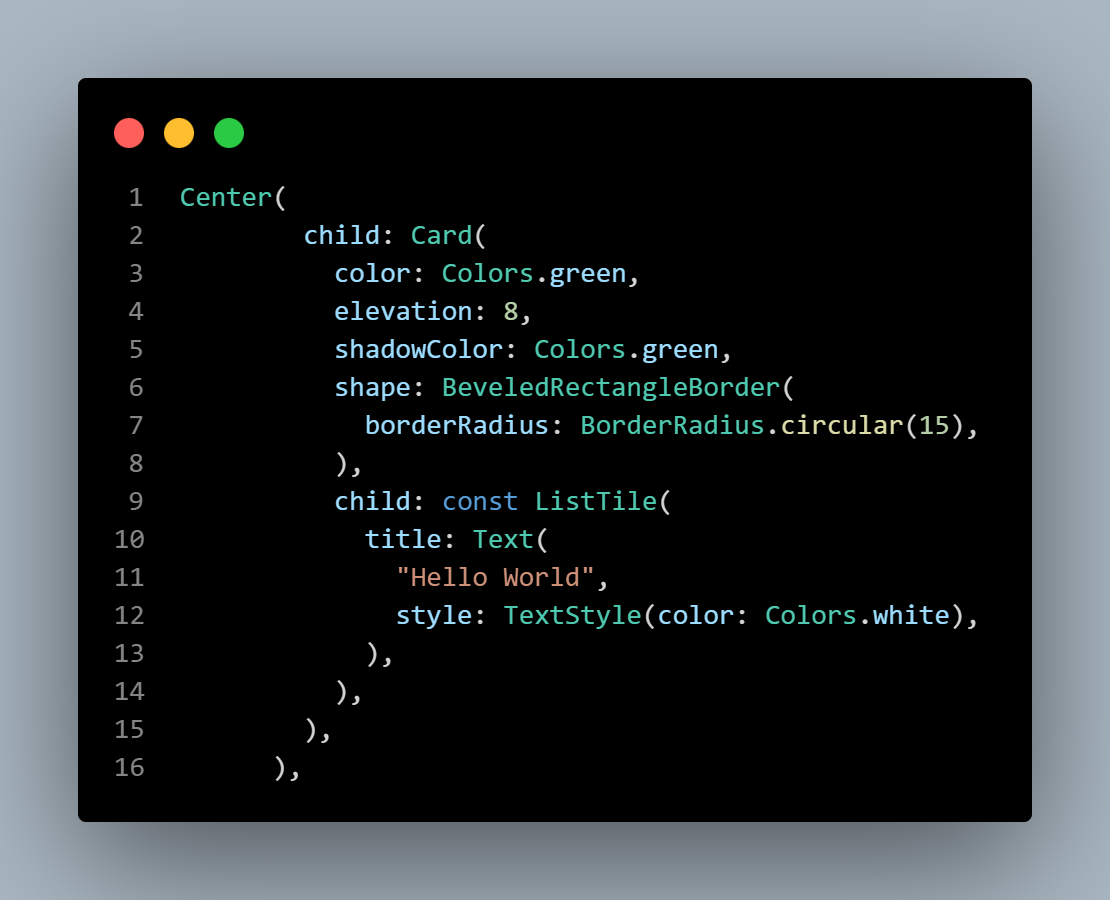 1 Center(
2         child: Card(
3           color: Colors.green,
4           elevation: 8,
5           shadowColor: Colors.green,
6           shape: BeveledRectangleBorder(
7             borderRadius: BorderRadius.circular(15),
8           ),
9           child: const ListTile(
10             title: Text(
11               "Hello World",
12               style: TextStyle(color: Colors.white),
13             ),
14           ),
15         ),
16       ),